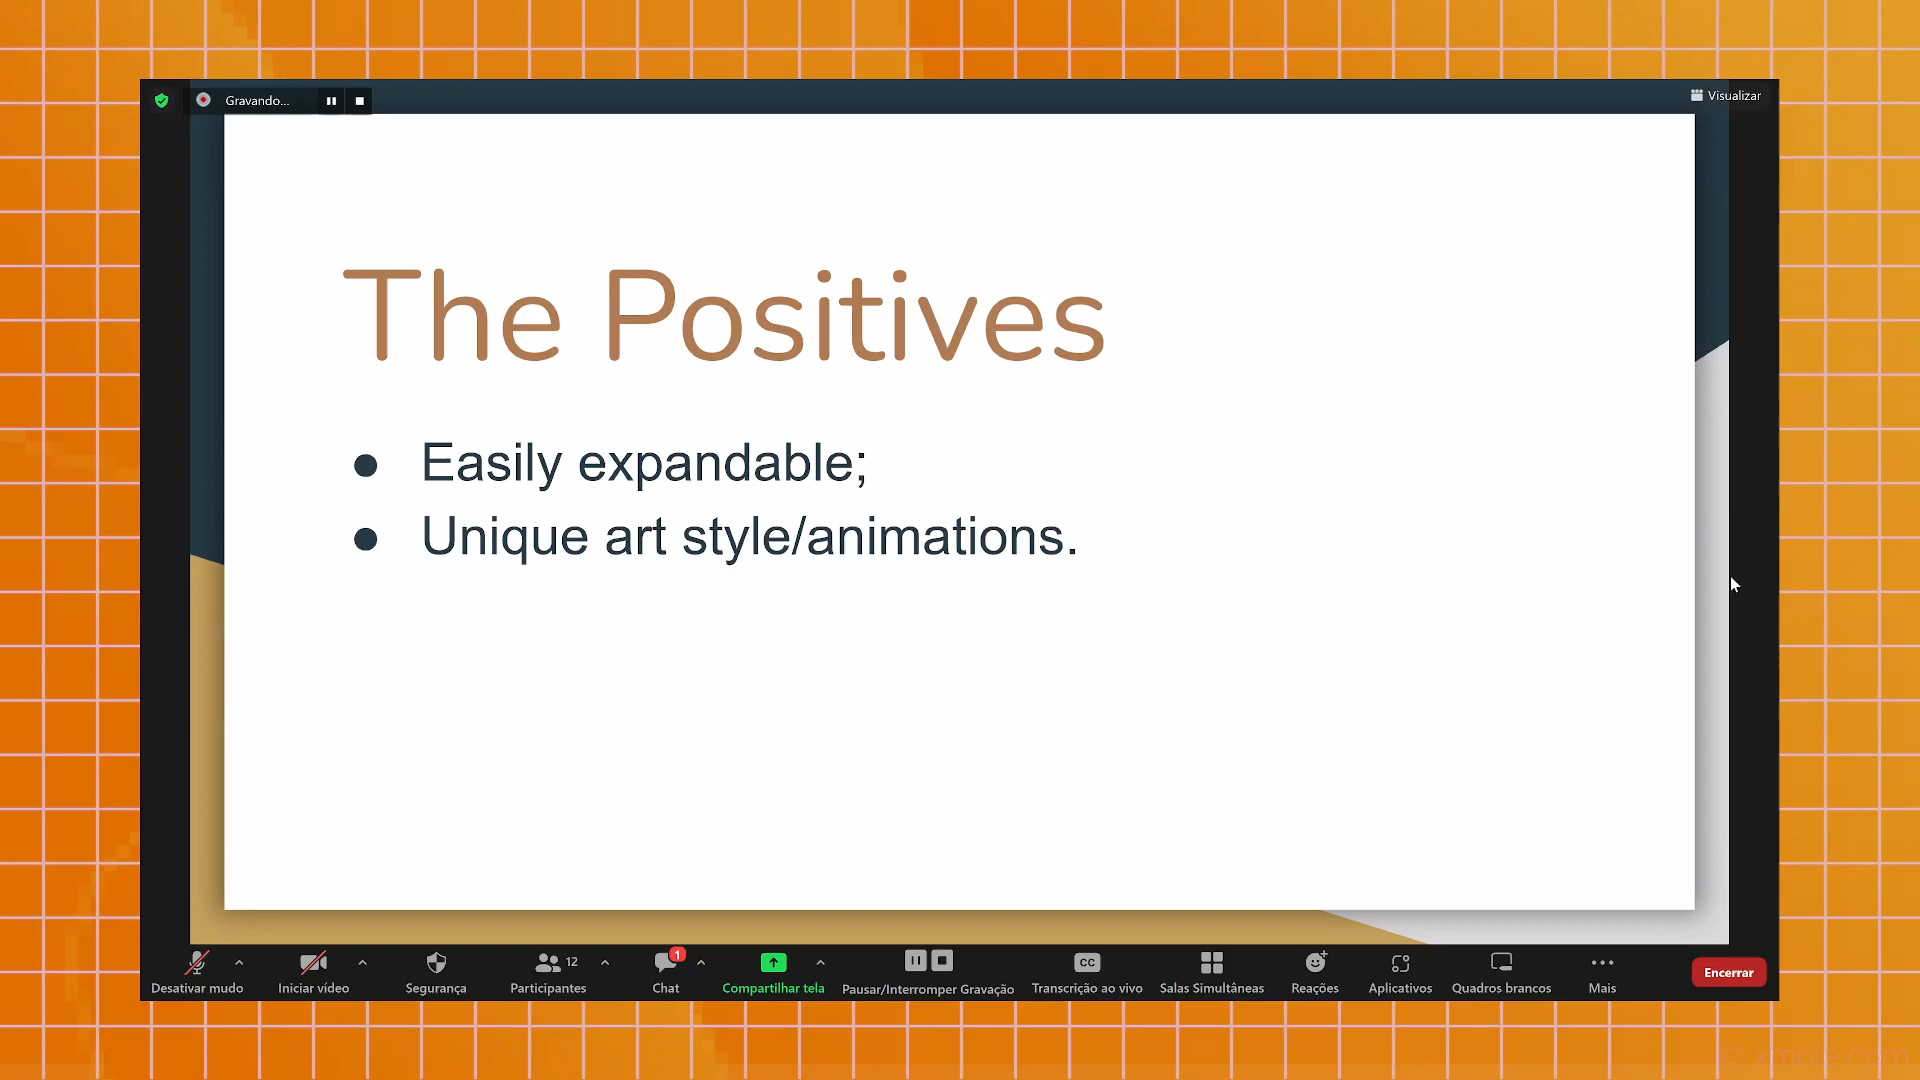 Gravando...
Visualizar
The Positives
● Easily expandable;
● Unique art style/animations.
Desativar mudo
Iniciar vídeo
Segurança
12
Participantes
1
Chat
Compartilhar tela
Pausar/Interromper Gravação
CC
Transcrição ao vivo
Salas Simultâneas
Reações
Aplicativos
Quadros brancos
Mais
Encerrar